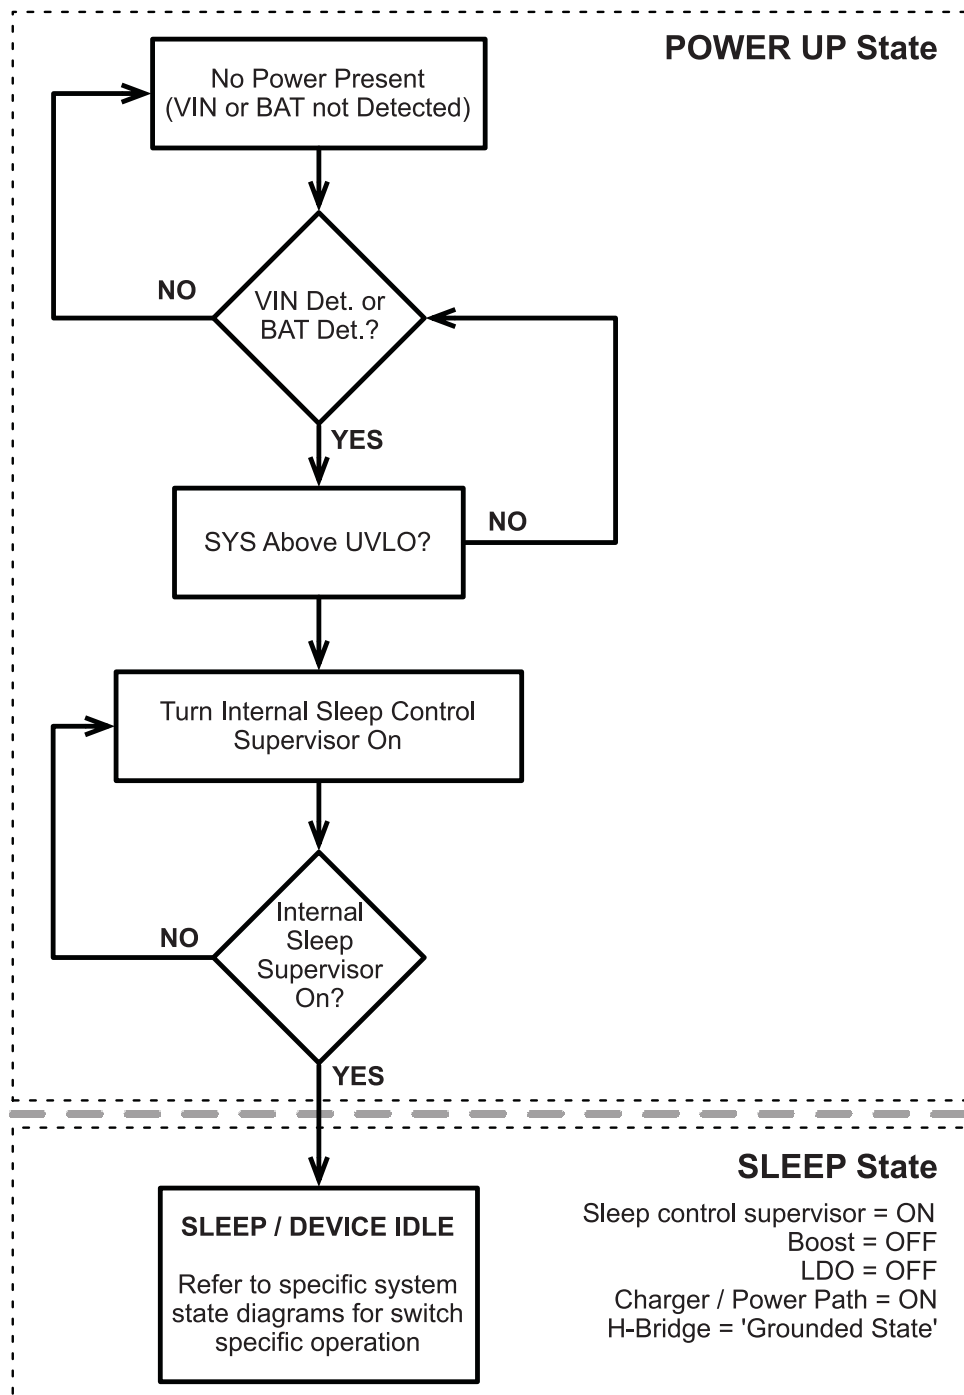 POWER UP State
No Power Present
(VIN or BAT not Detected)
NO
VIN Det. or
BAT Det.?
YES
SYS Above UVLO?
NO
Turn Internal Sleep Control
Supervisor On
Internal
Sleep
Supervisor
On?
NO
YES
SLEEP State
SLEEP / DEVICE IDLE
Refer to specific system
state diagrams for switch
specific operation
Sleep control supervisor = ON
Boost = OFF
LDO = OFF
Charger / Power Path = ON
H-Bridge = 'Grounded State'